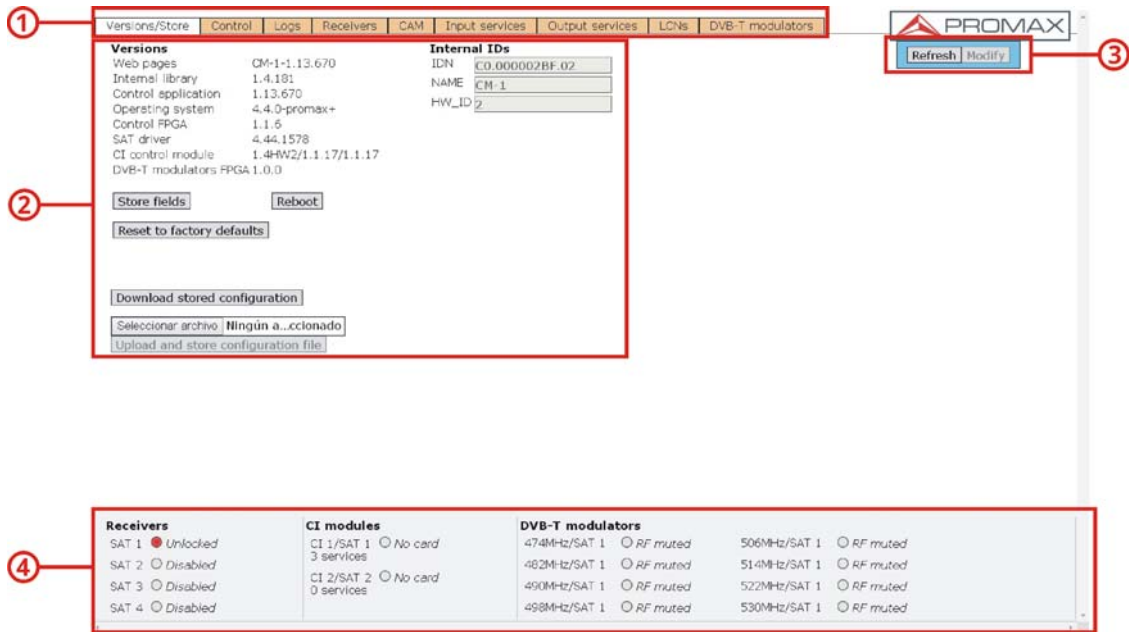 1
Versions/Store Control Logs Receivers CAM Input services Output services LCNs DVB-T modulators
PROMAX
Refresh Modify
3
2
Versions
Web pages CM-1-1.13.670
Internal library 1.4.181
Control application 1.13.670
Operating system 4.4.0-promax+
Control FPGA 1.1.6
SAT driver 4.44.1578
CI control module 1.4HW2/1.1.17/1.1.17
DVB-T modulators FPGA 1.0.0
Internal IDs
IDN C0.000002BF.02
NAME CM-1
HW_ID 2
Store fields Reboot
Reset to factory defaults
Download stored configuration
Seleccionar archivo Ningún a...ccionado
Upload and store configuration file
4
Receivers
SAT 1 Unlocked
SAT 2 Disabled
SAT 3 Disabled
SAT 4 Disabled
CI modules
CI 1/SAT 1 No card
3 services
CI 2/SAT 2 No card
0 services
DVB-T modulators
474MHz/SAT 1 RF muted 506MHz/SAT 1 RF muted
482MHz/SAT 1 RF muted 514MHz/SAT 1 RF muted
490MHz/SAT 1 RF muted 522MHz/SAT 1 RF muted
498MHz/SAT 1 RF muted 530MHz/SAT 1 RF muted